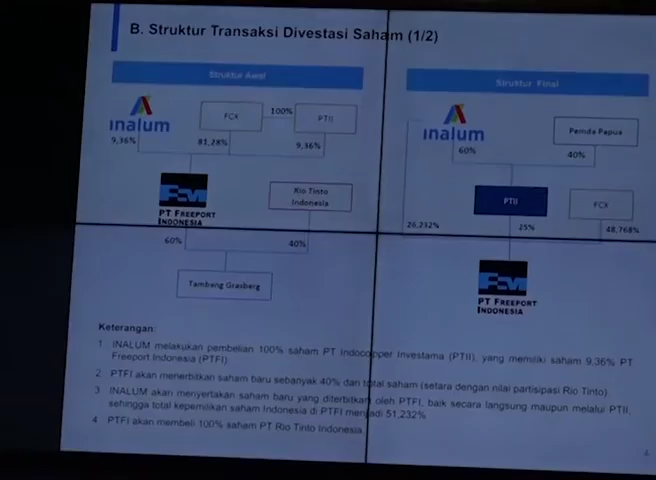 B. Struktur Transaksi Divestasi Saham (1/2)
Struktur Awal
inalum
FCX
100%
PTII
9,36%
81,28%
9,36%
PT FREEPORT
INDONESIA
Rio Tinto
Indonesia
60%
40%
Tambang Grasberg
Struktur Final
inalum
Pemda Papua
60%
40%
PTII
FCX
26,232%
25%
48,768%
PT FREEPORT
INDONESIA
Keterangan:
1 INALUM melakukan pembelian 100% saham PT Indocopper Investama (PTII), yang memiliki saham 9,36% PT
Freeport Indonesia (PTFI)
2 PTFI akan menerbitkan saham baru sebanyak 40% dari total saham (setara dengan nilai partisipasi Rio Tinto)
3 INALUM akan menyertakan saham baru yang diterbitkan oleh PTFI, baik secara langsung maupun melalui PTII,
sehingga total kepemilikan saham Indonesia di PTFI menjadi 51,232%
4 PTFI akan membeli 100% saham PT Rio Tinto Indonesia.